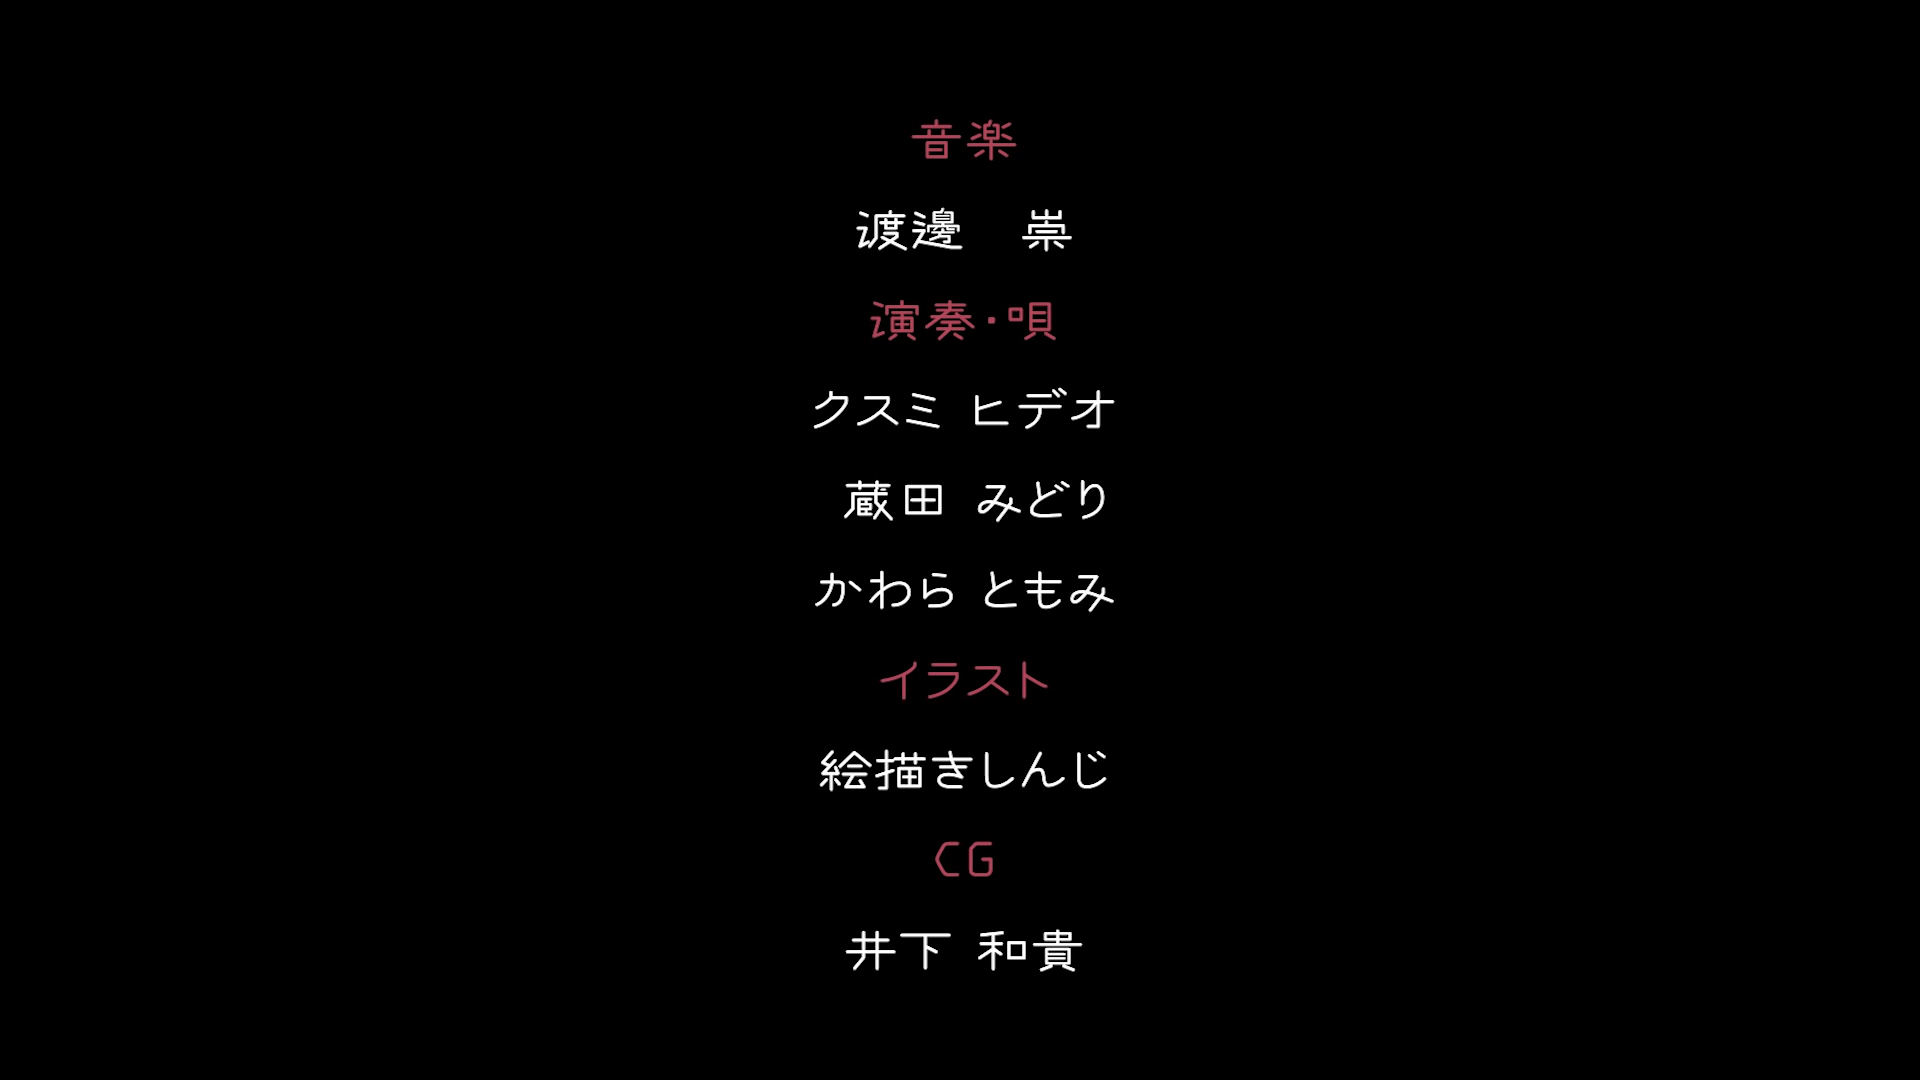 音楽
渡邊　崇
演奏・唄
クスミ ヒデオ
蔵田 みどり
かわら ともみ
イラスト
絵描きしんじ
CG
井下 和貴